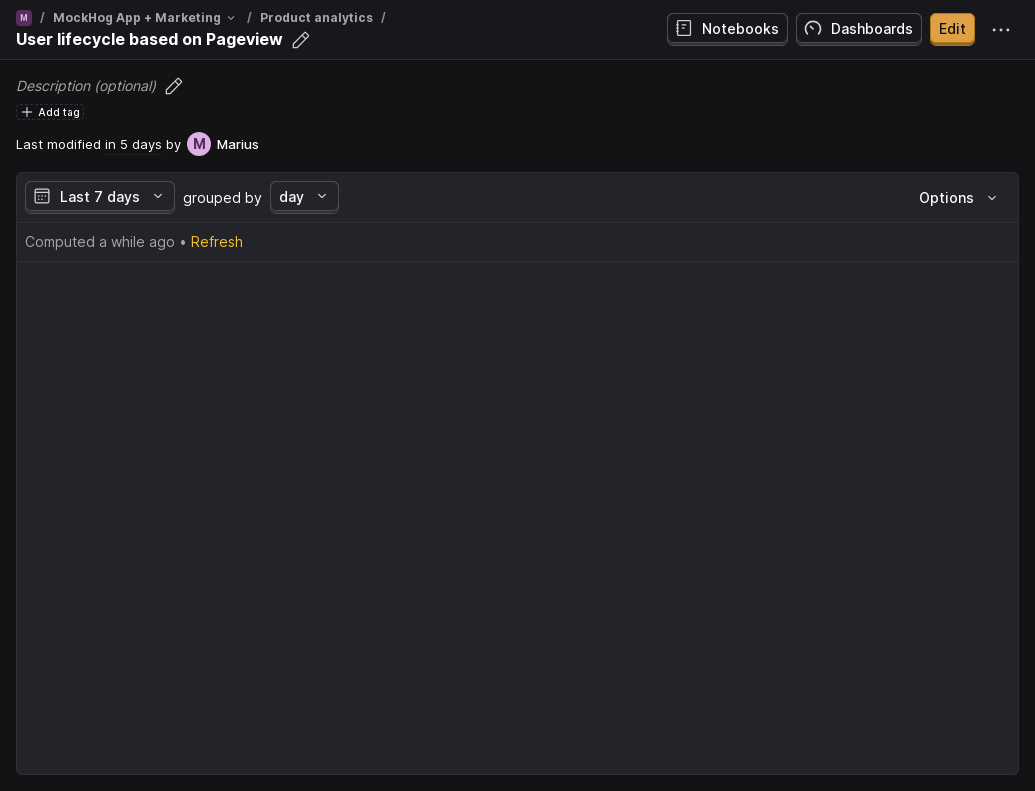 M / MockHog App + Marketing / Product analytics /
User lifecycle based on Pageview
Notebooks Dashboards Edit
Description (optional)
Add tag
Last modified in 5 days by M Marius
Last 7 days grouped by day Options
Computed a while ago • Refresh